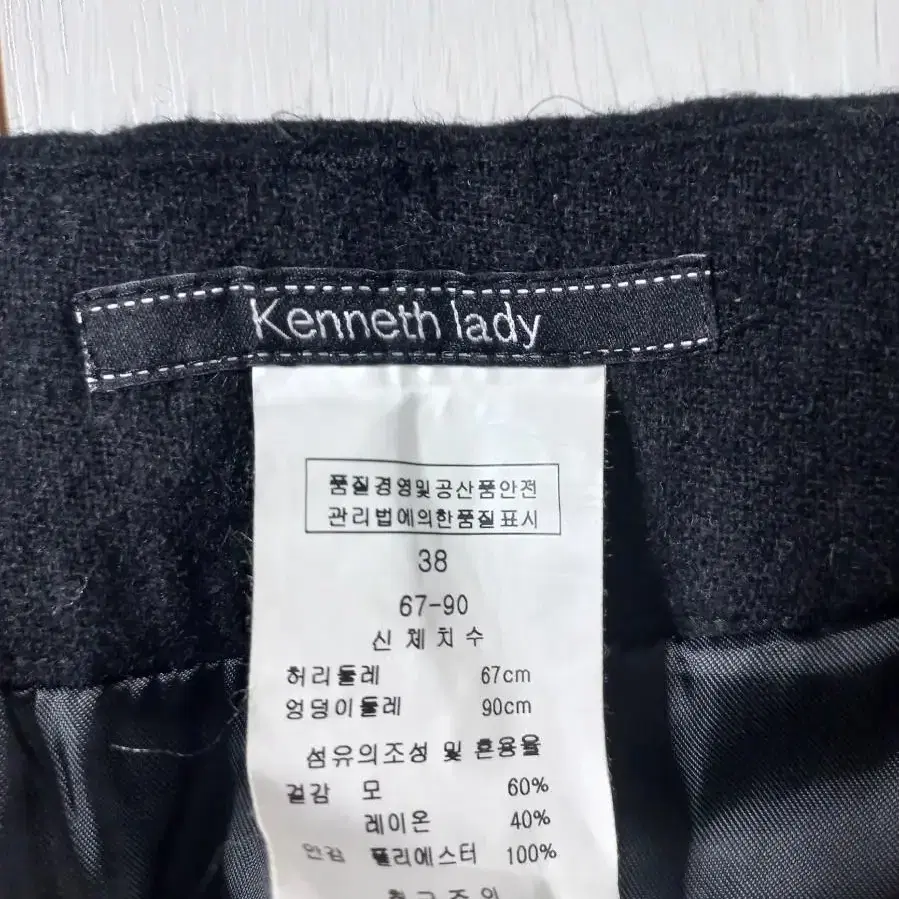 Kenneth lady
품질경영및공산품안전
관리법에의한품질표시
38
67-90
신체치수
허리둘레 67cm
엉덩이둘레 90cm
섬유의조성 및 혼용율
겉감 모 60%
레이온 40%
안감 폴리에스터 100%